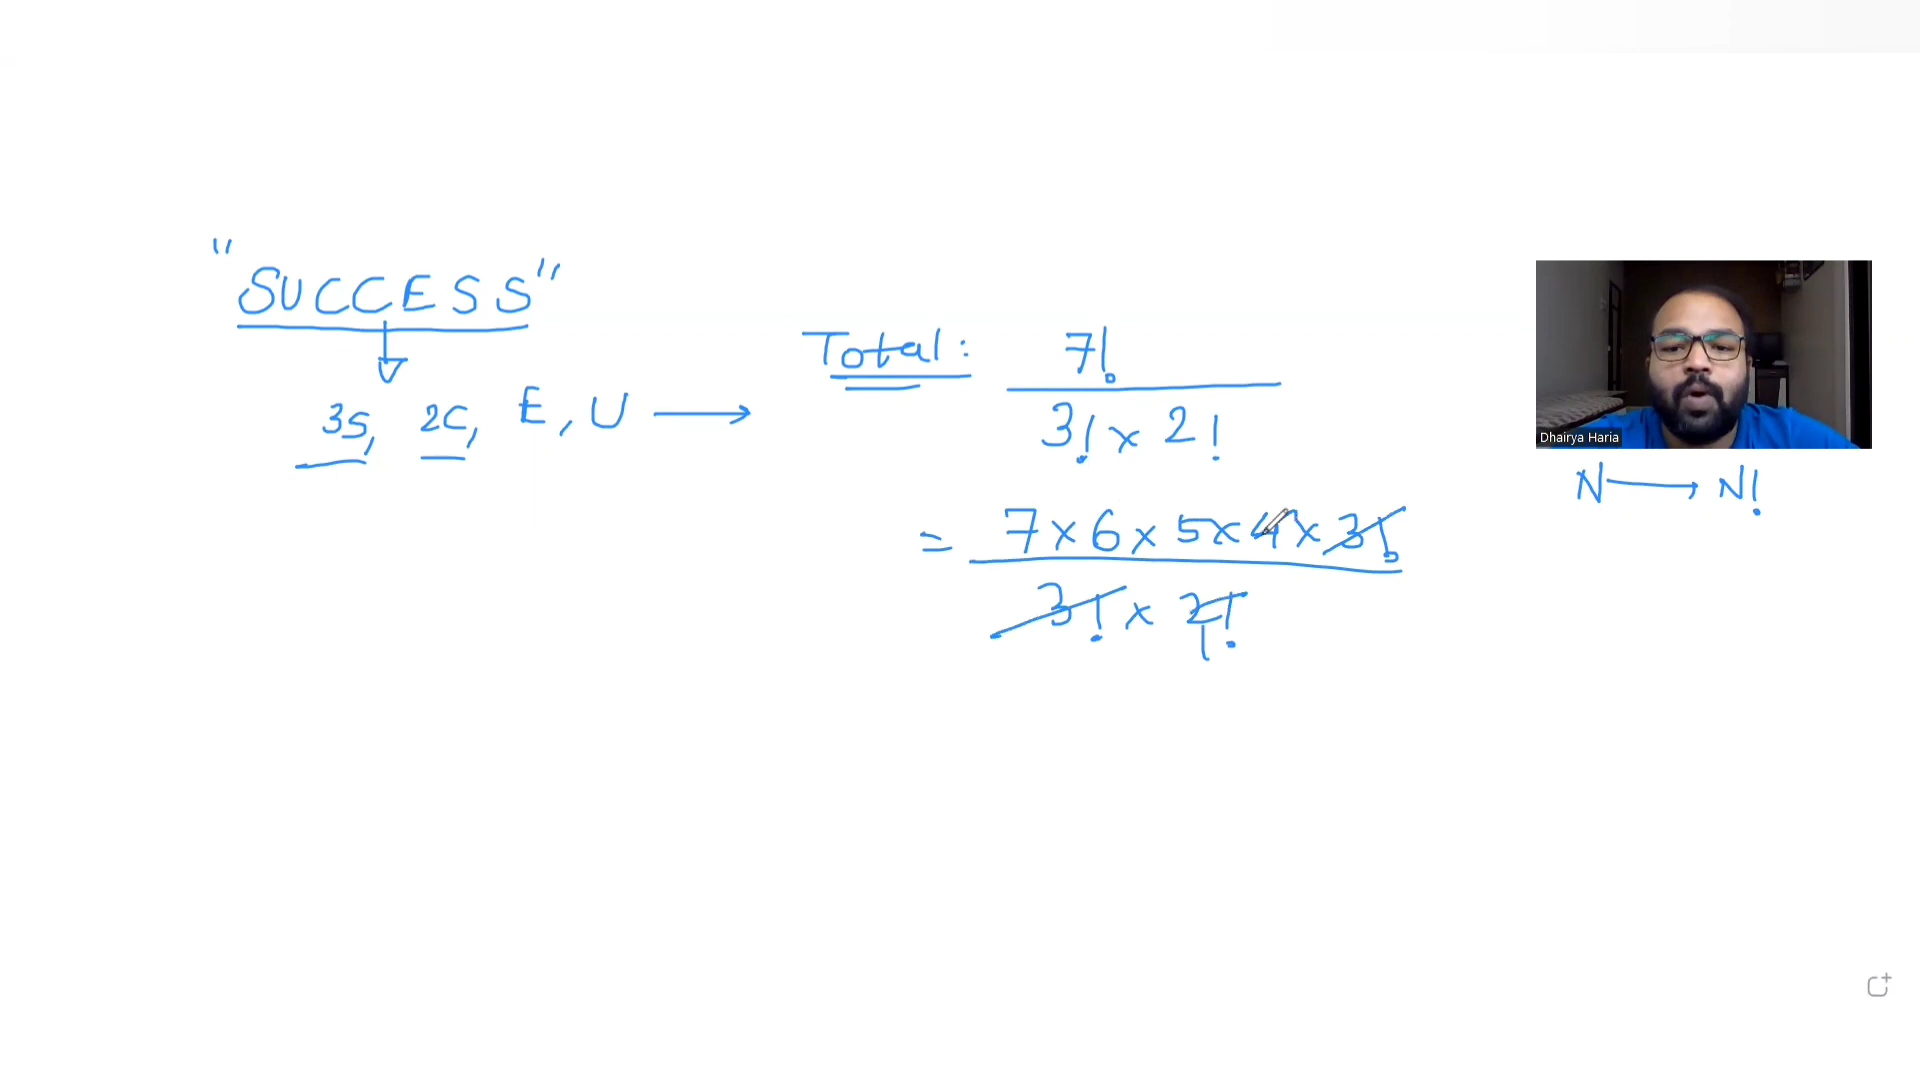 "SUCCESS"
3S, 2C, E, U ⟶
Total: 7!
3! x 2!
= 7 x 6 x 5 x 4 x 3!
3! x 2!
1
Dhairya Haria
N ⟶ N!